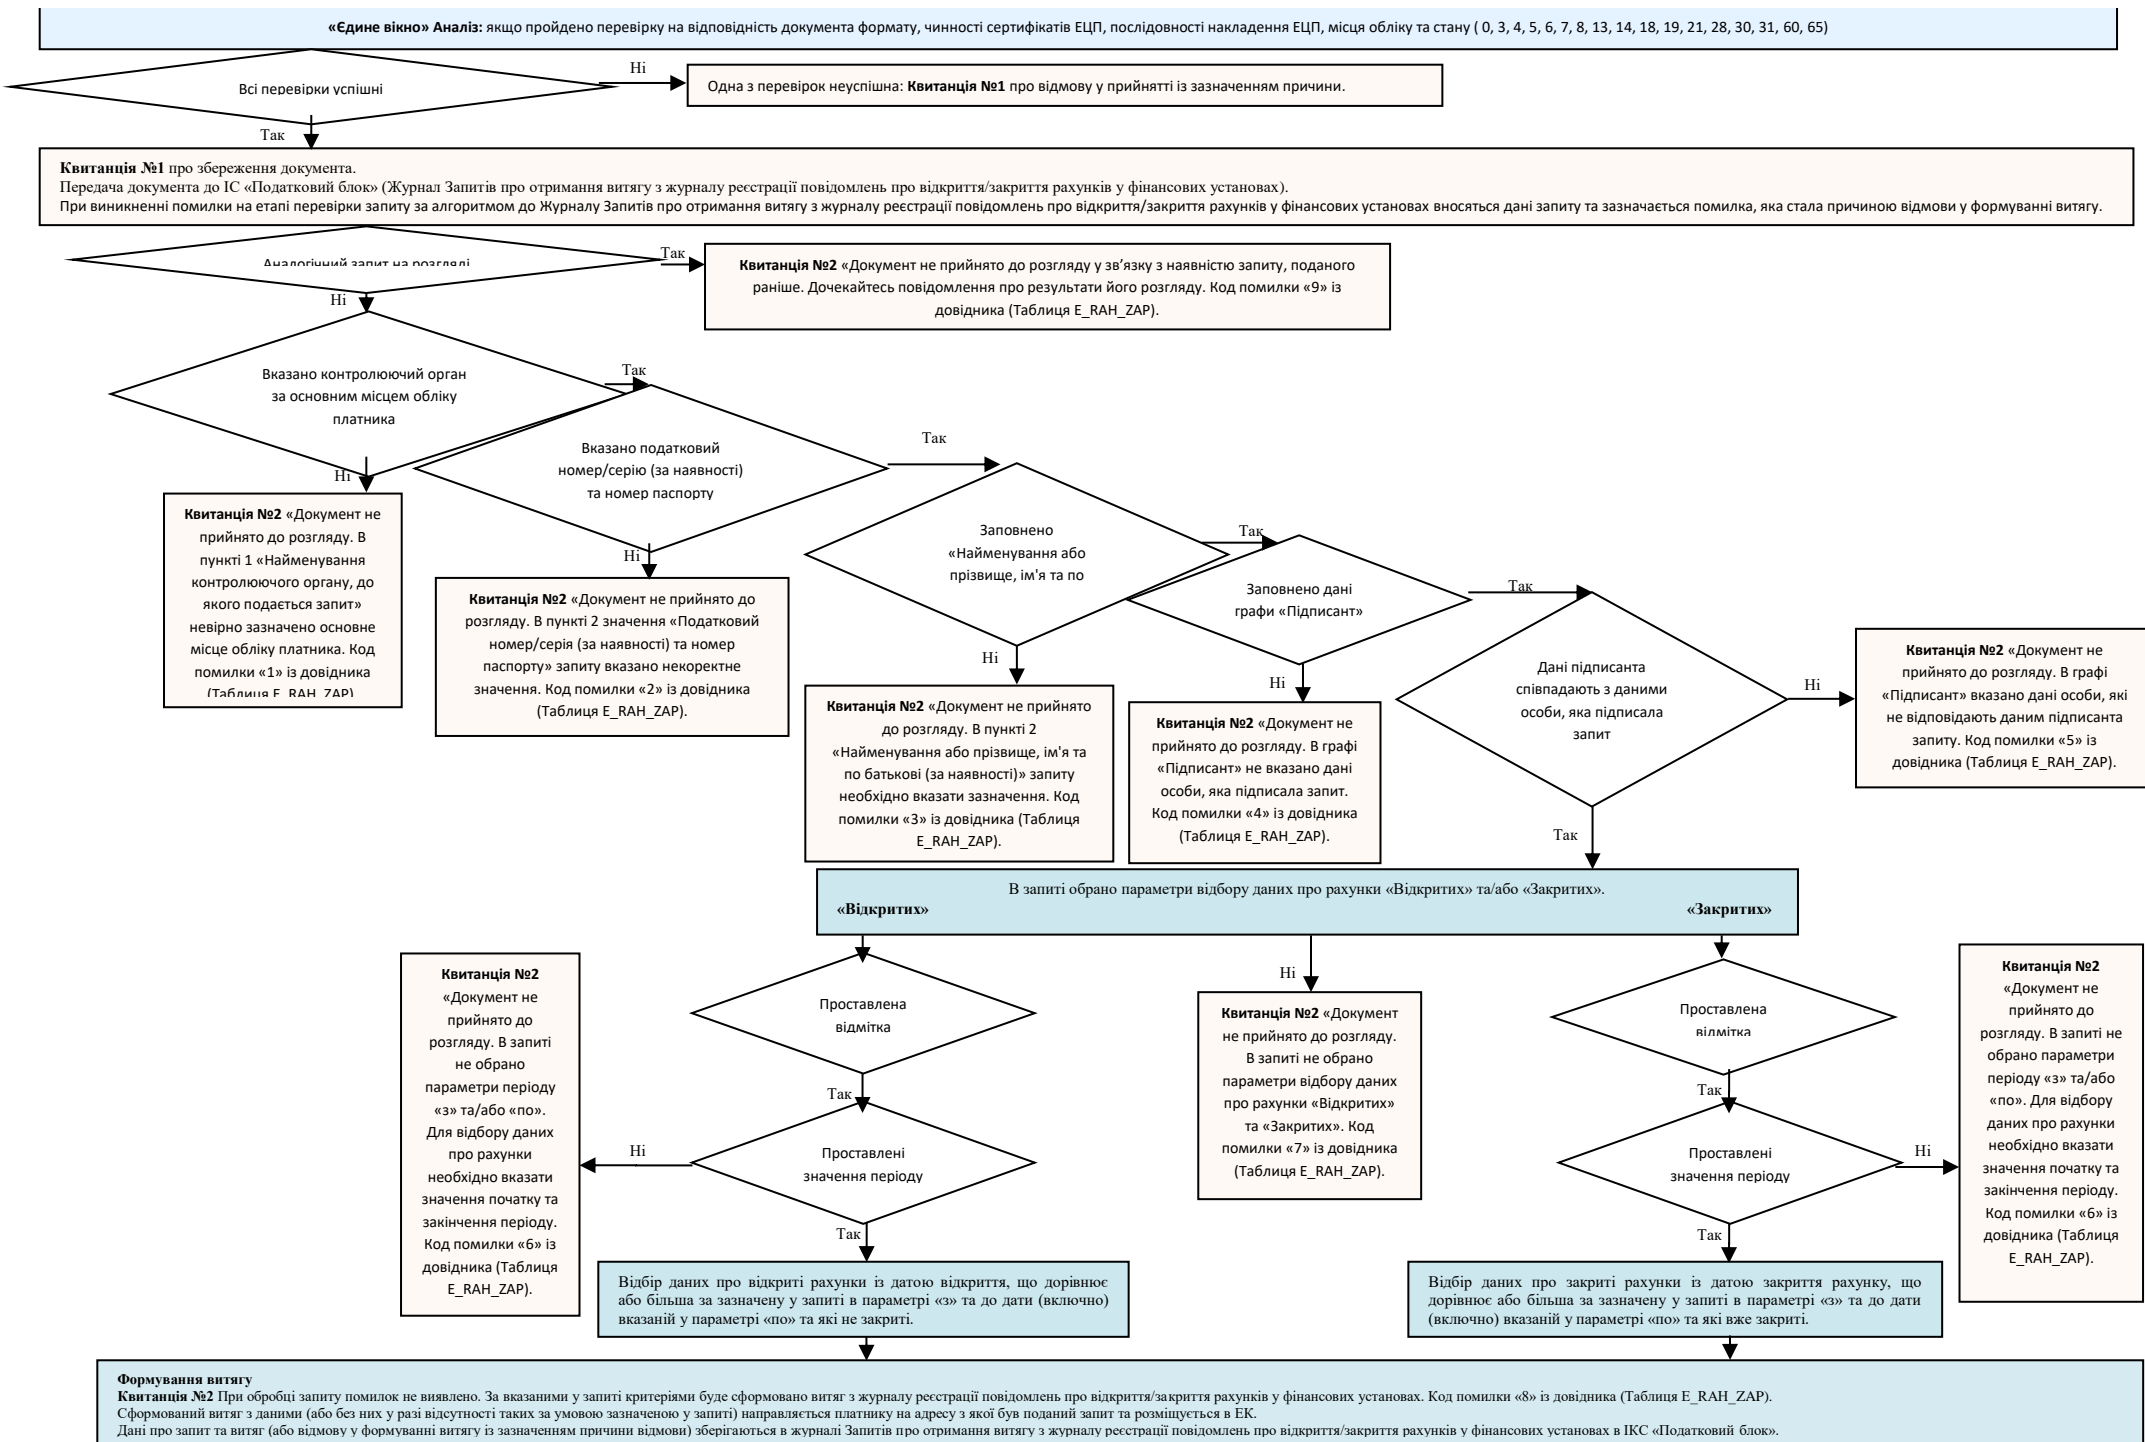 «Єдине вікно» Аналіз: якщо пройдено перевірку на відповідність документа формату, чинності сертифікатів ЕЦП, послідовності накладення ЕЦП, місця обліку та стану ( 0, 3, 4, 5, 6, 7, 8, 13, 14, 18, 19, 21, 28, 30, 31, 60, 65)
Ні
Всі перевірки успішні
Одна з перевірок неуспішна: Квитанція №1 про відмову у прийнятті із зазначенням причини.
Так
Квитанція №1 про збереження документа.
Передача документа до ІС «Податковий блок» (Журнал Запитів про отримання витягу з журналу реєстрації повідомлень про відкриття/закриття рахунків у фінансових установах).
При виникненні помилки на етапі перевірки запиту за алгоритмом до Журналу Запитів про отримання витягу з журналу реєстрації повідомлень про відкриття/закриття рахунків у фінансових установах вносяться дані запиту та зазначається помилка, яка стала причиною відмови у формуванні витягу.
Аналогічний запит на розгляді
Так
Квитанція №2 «Документ не прийнято до розгляду у зв’язку з наявністю запиту, поданого
раніше. Дочекайтесь повідомлення про результати його розгляду. Код помилки «9» із
довідника (Таблиця E_RAH_ZAP).
Ні
Вказано контролюючий орган
за основним місцем обліку
платника
Так
Ні
Квитанція №2 «Документ не
прийнято до розгляду. В
пункті 1 «Найменування
контролюючого органу, до
якого подається запит»
невірно зазначено основне
місце обліку платника. Код
помилки «1» із довідника
(Таблиця E_RAH_ZAP)
Вказано податковий
номер/серію (за наявності)
та номер паспорту
Так
Ні
Квитанція №2 «Документ не прийнято до
розгляду. В пункті 2 значення «Податковий
номер/серія (за наявності) та номер
паспорту» запиту вказано некоректне
значення. Код помилки «2» із довідника
(Таблиця E_RAH_ZAP).
Заповнено
«Найменування або
прізвище, ім'я та по
Так
Ні
Квитанція №2 «Документ не прийнято
до розгляду. В пункті 2
«Найменування або прізвище, ім'я та
по батькові (за наявності)» запиту
необхідно вказати зазначення. Код
помилки «3» із довідника (Таблиця
E_RAH_ZAP).
Заповнено дані
графи «Підписант»
Так
Ні
Квитанція №2 «Документ не
прийнято до розгляду. В графі
«Підписант» не вказано дані
особи, яка підписала запит.
Код помилки «4» із довідника
(Таблиця E_RAH_ZAP).
Дані підписанта
співпадають з даними
особи, яка підписала
запит
Ні
Квитанція №2 «Документ не
прийнято до розгляду. В графі
«Підписант» вказано дані особи, які
не відповідають даним підписанта
запиту. Код помилки «5» із
довідника (Таблиця E_RAH_ZAP).
Так
В запиті обрано параметри відбору даних про рахунки «Відкритих» та/або «Закритих».
«Відкритих» «Закритих»
Квитанція №2
«Документ не
прийнято до
розгляду. В запиті
не обрано
параметри періоду
«з» та/або «по».
Для відбору даних
про рахунки
необхідно вказати
значення початку та
закінчення періоду.
Код помилки «6» із
довідника (Таблиця
E_RAH_ZAP).
Проставлена
відмітка
Так
Ні
Проставлені
значення періоду
Так
Ні
Квитанція №2 «Документ
не прийнято до розгляду.
В запиті не обрано
параметри відбору даних
про рахунки «Відкритих»
та «Закритих». Код
помилки «7» із довідника
(Таблиця E_RAH_ZAP).
Проставлена
відмітка
Так
Проставлені
значення періоду
Ні
Так
Квитанція №2
«Документ не
прийнято до
розгляду. В запиті не
обрано параметри
періоду «з» та/або
«по». Для відбору
даних про рахунки
необхідно вказати
значення початку та
закінчення періоду.
Код помилки «6» із
довідника (Таблиця
E_RAH_ZAP).
Відбір даних про відкриті рахунки із датою відкриття, що дорівнює
або більша за зазначену у запиті в параметрі «з» та до дати (включно)
вказаній у параметрі «по» та які не закриті.
Відбір даних про закриті рахунки із датою закриття рахунку, що
дорівнює або більша за зазначену у запиті в параметрі «з» та до дати
(включно) вказаній у параметрі «по» та які вже закриті.
Формування витягу
Квитанція №2 При обробці запиту помилок не виявлено. За вказаними у запиті критеріями буде сформовано витяг з журналу реєстрації повідомлень про відкриття/закриття рахунків у фінансових установах. Код помилки «8» із довідника (Таблиця E_RAH_ZAP).
Сформований витяг з даними (або без них у разі відсутності таких за умовою зазначеною у запиті) направляється платнику на адресу з якої був поданий запит та розміщується в ЕК.
Дані про запит та витяг (або відмову у формуванні витягу із зазначенням причини відмови) зберігаються в журналі Запитів про отримання витягу з журналу реєстрації повідомлень про відкриття/закриття рахунків у фінансових установах в ІКС «Податковий блок».